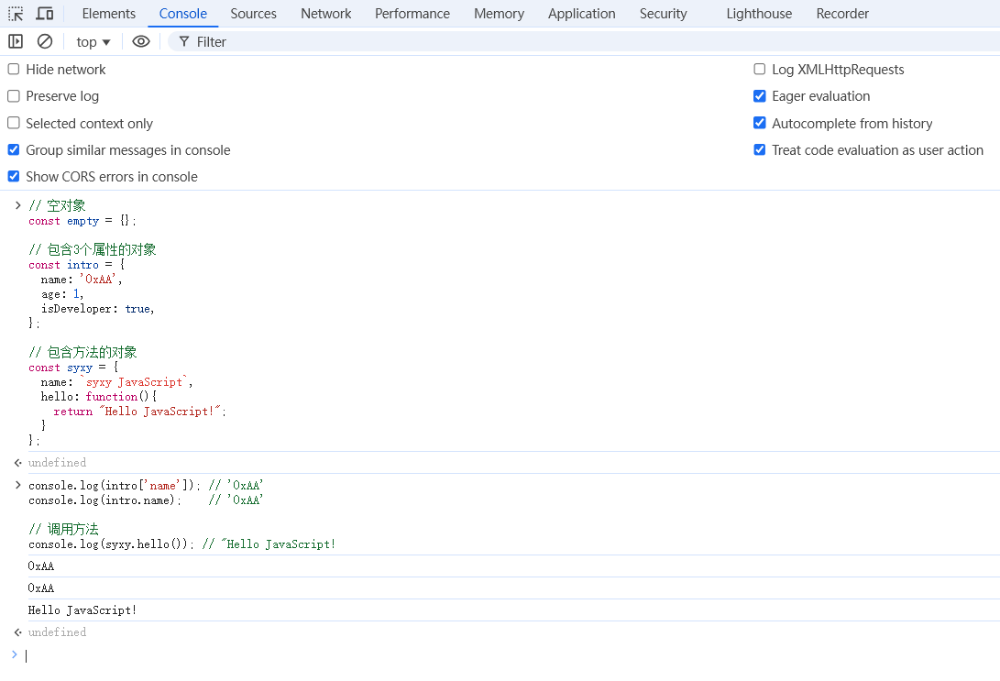 Elements Console Sources Network Performance Memory Application Security Lighthouse Recorder
top Filter
Hide network Log XMLHttpRequests
Preserve log Eager evaluation
Selected context only Autocomplete from history
Group similar messages in console Treat code evaluation as user action
Show CORS errors in console
// 空对象
const empty = {};
// 包含3个属性的对象
const intro = {
  name: '0xAA',
  age: 1,
  isDeveloper: true,
};
// 包含方法的对象
const syxy = {
  name: `syxy JavaScript`,
  hello: function(){
    return "Hello JavaScript!";
  }
};
undefined
console.log(intro['name']); // '0xAA'
console.log(intro.name);    // '0xAA'
// 调用方法
console.log(syxy.hello()); // "Hello JavaScript!
0xAA
0xAA
Hello JavaScript!
undefined